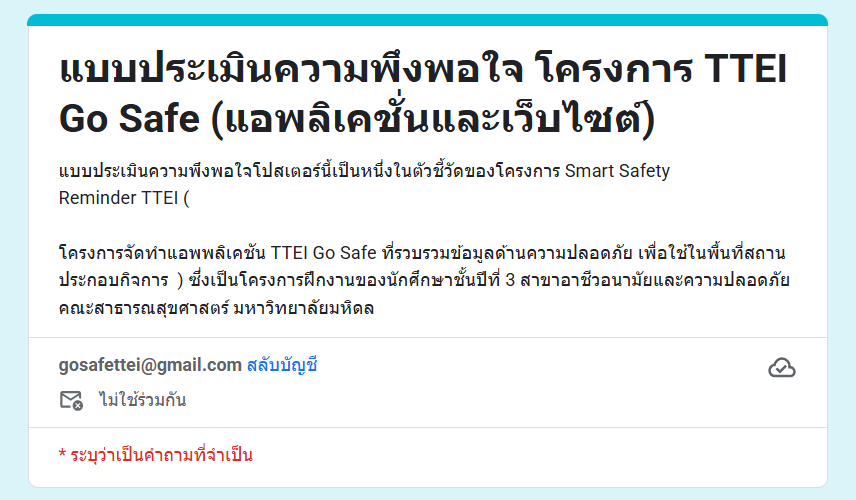 แบบประเมินความพึงพอใจ โครงการ TTEI
Go Safe (แอพลิเคชั่นและเว็บไซต์)
แบบประเมินความพึงพอใจโปสเตอร์นี้เป็นหนึ่งในตัวชี้วัดของโครงการ Smart Safety
Reminder TTEI (
โครงการจัดทำแอพพลิเคชัน TTEI Go Safe ที่รวบรวมข้อมูลด้านความปลอดภัย เพื่อใช้ในพื้นที่สถาน
ประกอบกิจการ ) ซึ่งเป็นโครงการฝึกงานของนักศึกษาชั้นปีที่ 3 สาขาอาชีวอนามัยและความปลอดภัย
คณะสาธารณสุขศาสตร์ มหาวิทยาลัยมหิดล
gosafettei@gmail.com สลับบัญชี
ไม่ใช้ร่วมกัน
* ระบุว่าเป็นคำถามที่จำเป็น